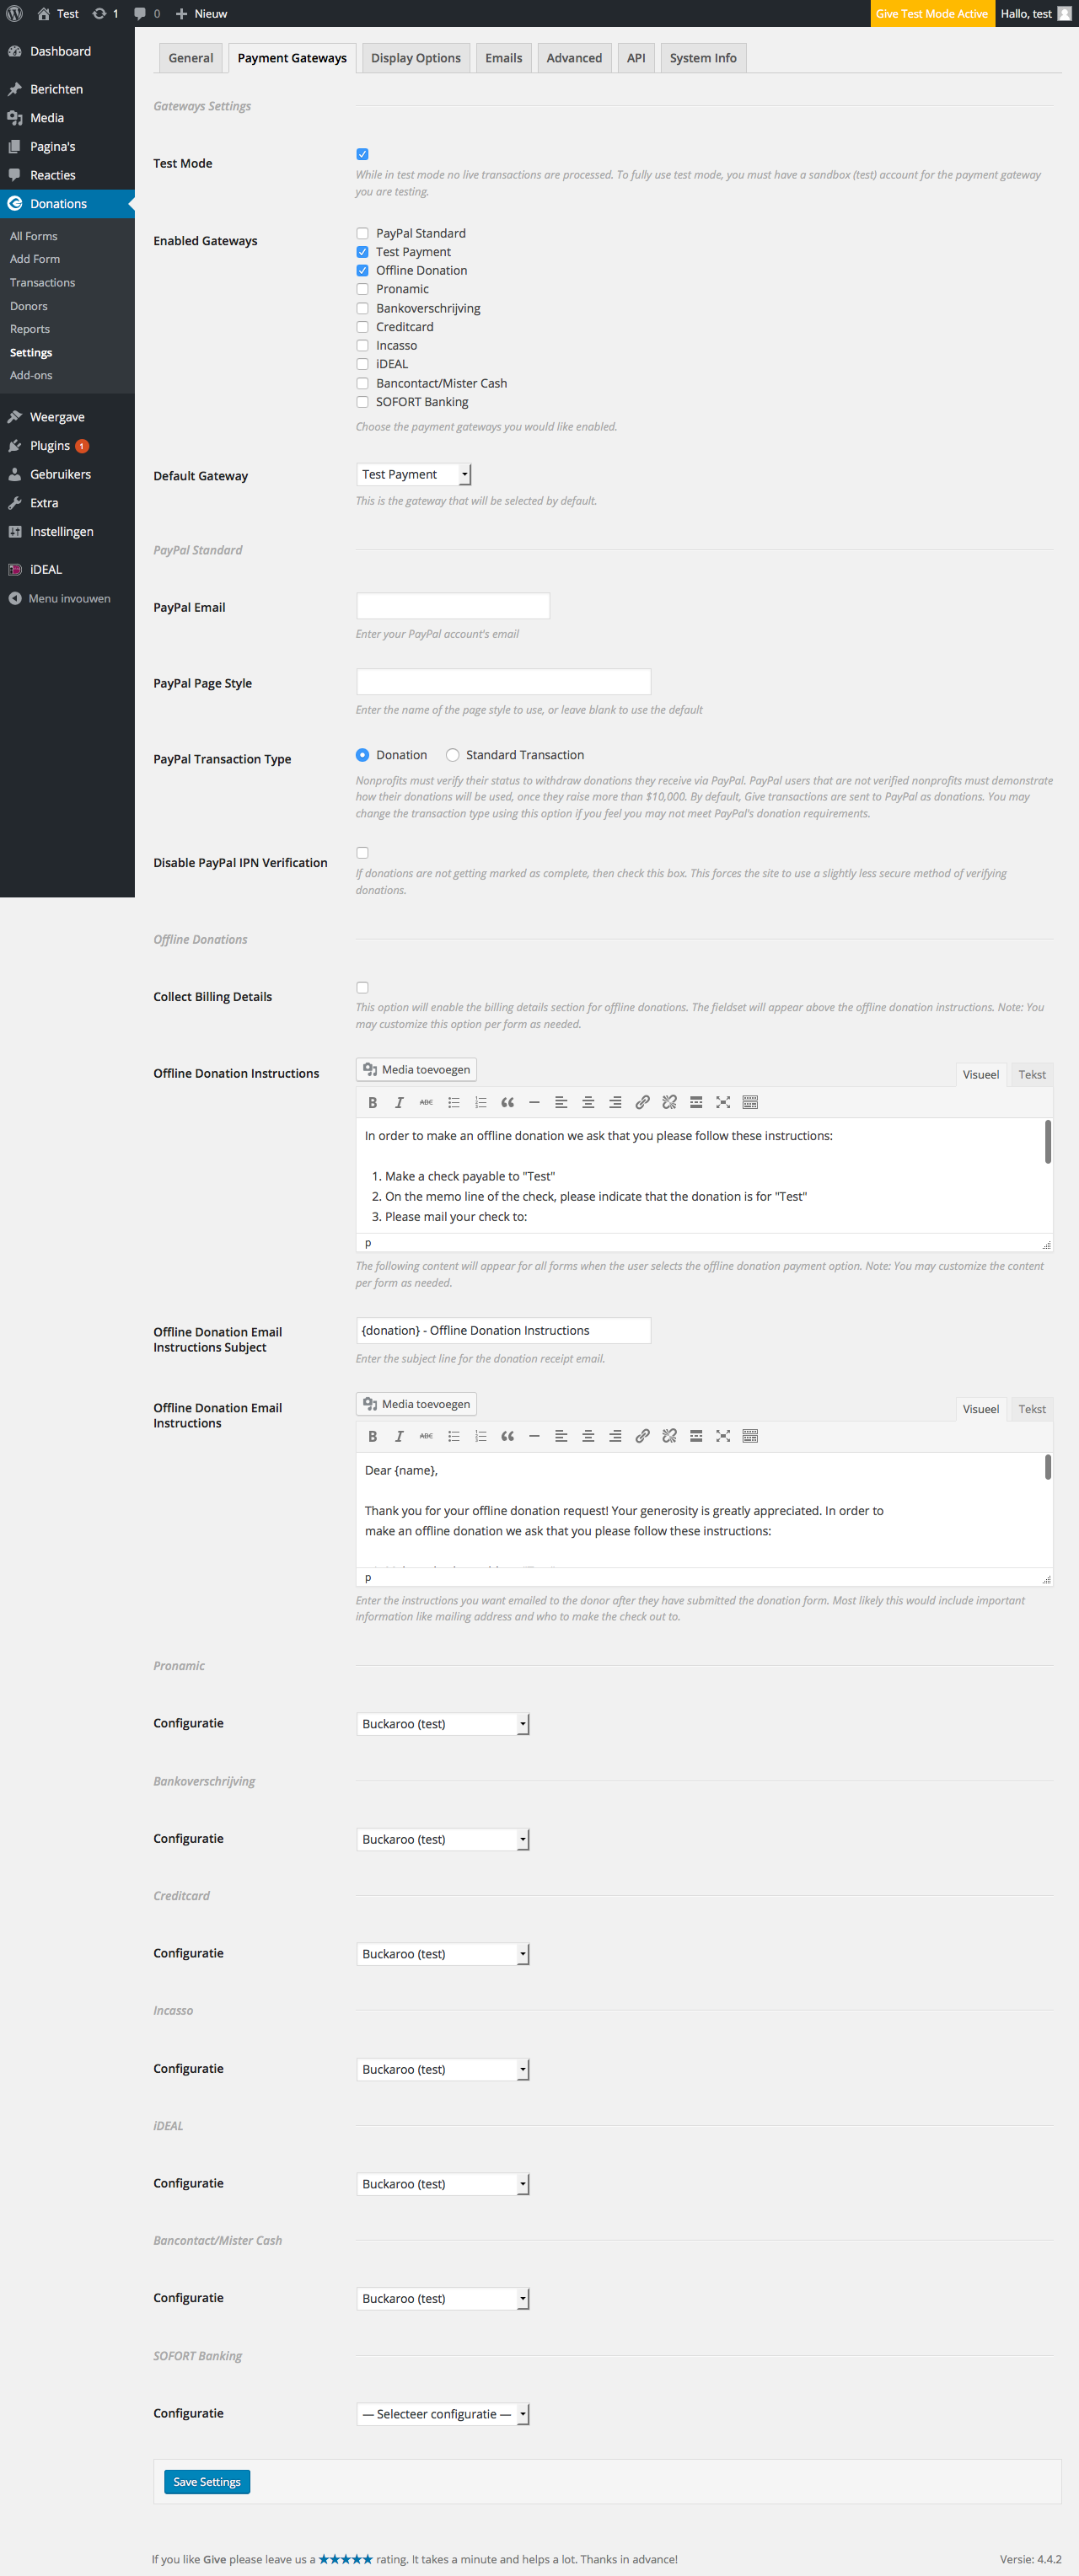 Test
1
0
Nieuw
Give Test Mode Active
Hallo, test
Dashboard
Berichten
Media
Pagina's
Reacties
Donations
All Forms
Add Form
Transactions
Donors
Reports
Settings
Add-ons
Weergave
Plugins 1
Gebruikers
Extra
Instellingen
iDEAL
Menu invouwen
General
Payment Gateways
Display Options
Emails
Advanced
API
System Info
Gateways Settings
Test Mode
While in test mode no live transactions are processed. To fully use test mode, you must have a sandbox (test) account for the payment gateway
you are testing.
Enabled Gateways
PayPal Standard
Test Payment
Offline Donation
Pronamic
Bankoverschrijving
Creditcard
Incasso
iDEAL
Bancontact/Mister Cash
SOFORT Banking
Choose the payment gateways you would like enabled.
Default Gateway
Test Payment
This is the gateway that will be selected by default.
PayPal Standard
PayPal Email
Enter your PayPal account's email
PayPal Page Style
Enter the name of the page style to use, or leave blank to use the default
PayPal Transaction Type
Donation
Standard Transaction
Nonprofits must verify their status to withdraw donations they receive via PayPal. PayPal users that are not verified nonprofits must demonstrate
how their donations will be used, once they raise more than $10,000. By default, Give transactions are sent to PayPal as donations. You may
change the transaction type using this option if you feel you may not meet PayPal's donation requirements.
Disable PayPal IPN Verification
If donations are not getting marked as complete, then check this box. This forces the site to use a slightly less secure method of verifying
donations.
Offline Donations
Collect Billing Details
This option will enable the billing details section for offline donations. The fieldset will appear above the offline donation instructions. Note: You
may customize this option per form as needed.
Offline Donation Instructions
Media toevoegen
Visueel
Tekst
B I ABC
In order to make an offline donation we ask that you please follow these instructions:
1. Make a check payable to "Test"
2. On the memo line of the check, please indicate that the donation is for "Test"
3. Please mail your check to:
p
The following content will appear for all forms when the user selects the offline donation payment option. Note: You may customize the content
per form as needed.
Offline Donation Email
Instructions Subject
{donation} - Offline Donation Instructions
Enter the subject line for the donation receipt email.
Offline Donation Email
Instructions
Media toevoegen
Visueel
Tekst
B I ABC
Dear {name},
Thank you for your offline donation request! Your generosity is greatly appreciated. In order to
make an offline donation we ask that you please follow these instructions:
p
Enter the instructions you want emailed to the donor after they have submitted the donation form. Most likely this would include important
information like mailing address and who to make the check out to.
Pronamic
Configuratie
Buckaroo (test)
Bankoverschrijving
Configuratie
Buckaroo (test)
Creditcard
Configuratie
Buckaroo (test)
Incasso
Configuratie
Buckaroo (test)
iDEAL
Configuratie
Buckaroo (test)
Bancontact/Mister Cash
Configuratie
Buckaroo (test)
SOFORT Banking
Configuratie
— Selecteer configuratie —
Save Settings
If you like Give please leave us a ★★★★★ rating. It takes a minute and helps a lot. Thanks in advance!
Versie: 4.4.2